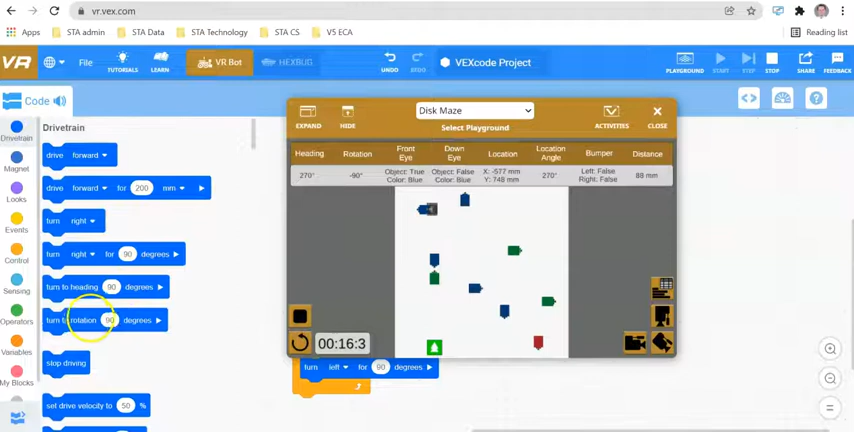 vr.vex.com
Reading list
Apps STA admin STA Data STA Technology STA CS V5 ECA
VR File TUTORIALS LEARN VR Bot HEXBUG UNDO REDO VEXcode Project PLAYGROUND START STEP STOP SHARE FEEDBACK
Code
Drivetrain
Magnet
Looks
Events
Control
Sensing
Operators
Variables
My Blocks
Drivetrain
drive forward
drive forward for 200 mm
turn right
turn right for 90 degrees
turn to heading 90 degrees
turn to rotation 90 degrees
stop driving
set drive velocity to 50 %
EXPAND HIDE Disk Maze ACTIVITIES CLOSE
Select Playground
Heading Rotation Front Eye Down Eye Location Location Angle Bumper Distance
270° -90° Object: True Color: Blue Object: False Color: Blue X: -577 mm Y: 748 mm 270° Left: False Right: False 88 mm
00:16:3
turn left for 90 degrees